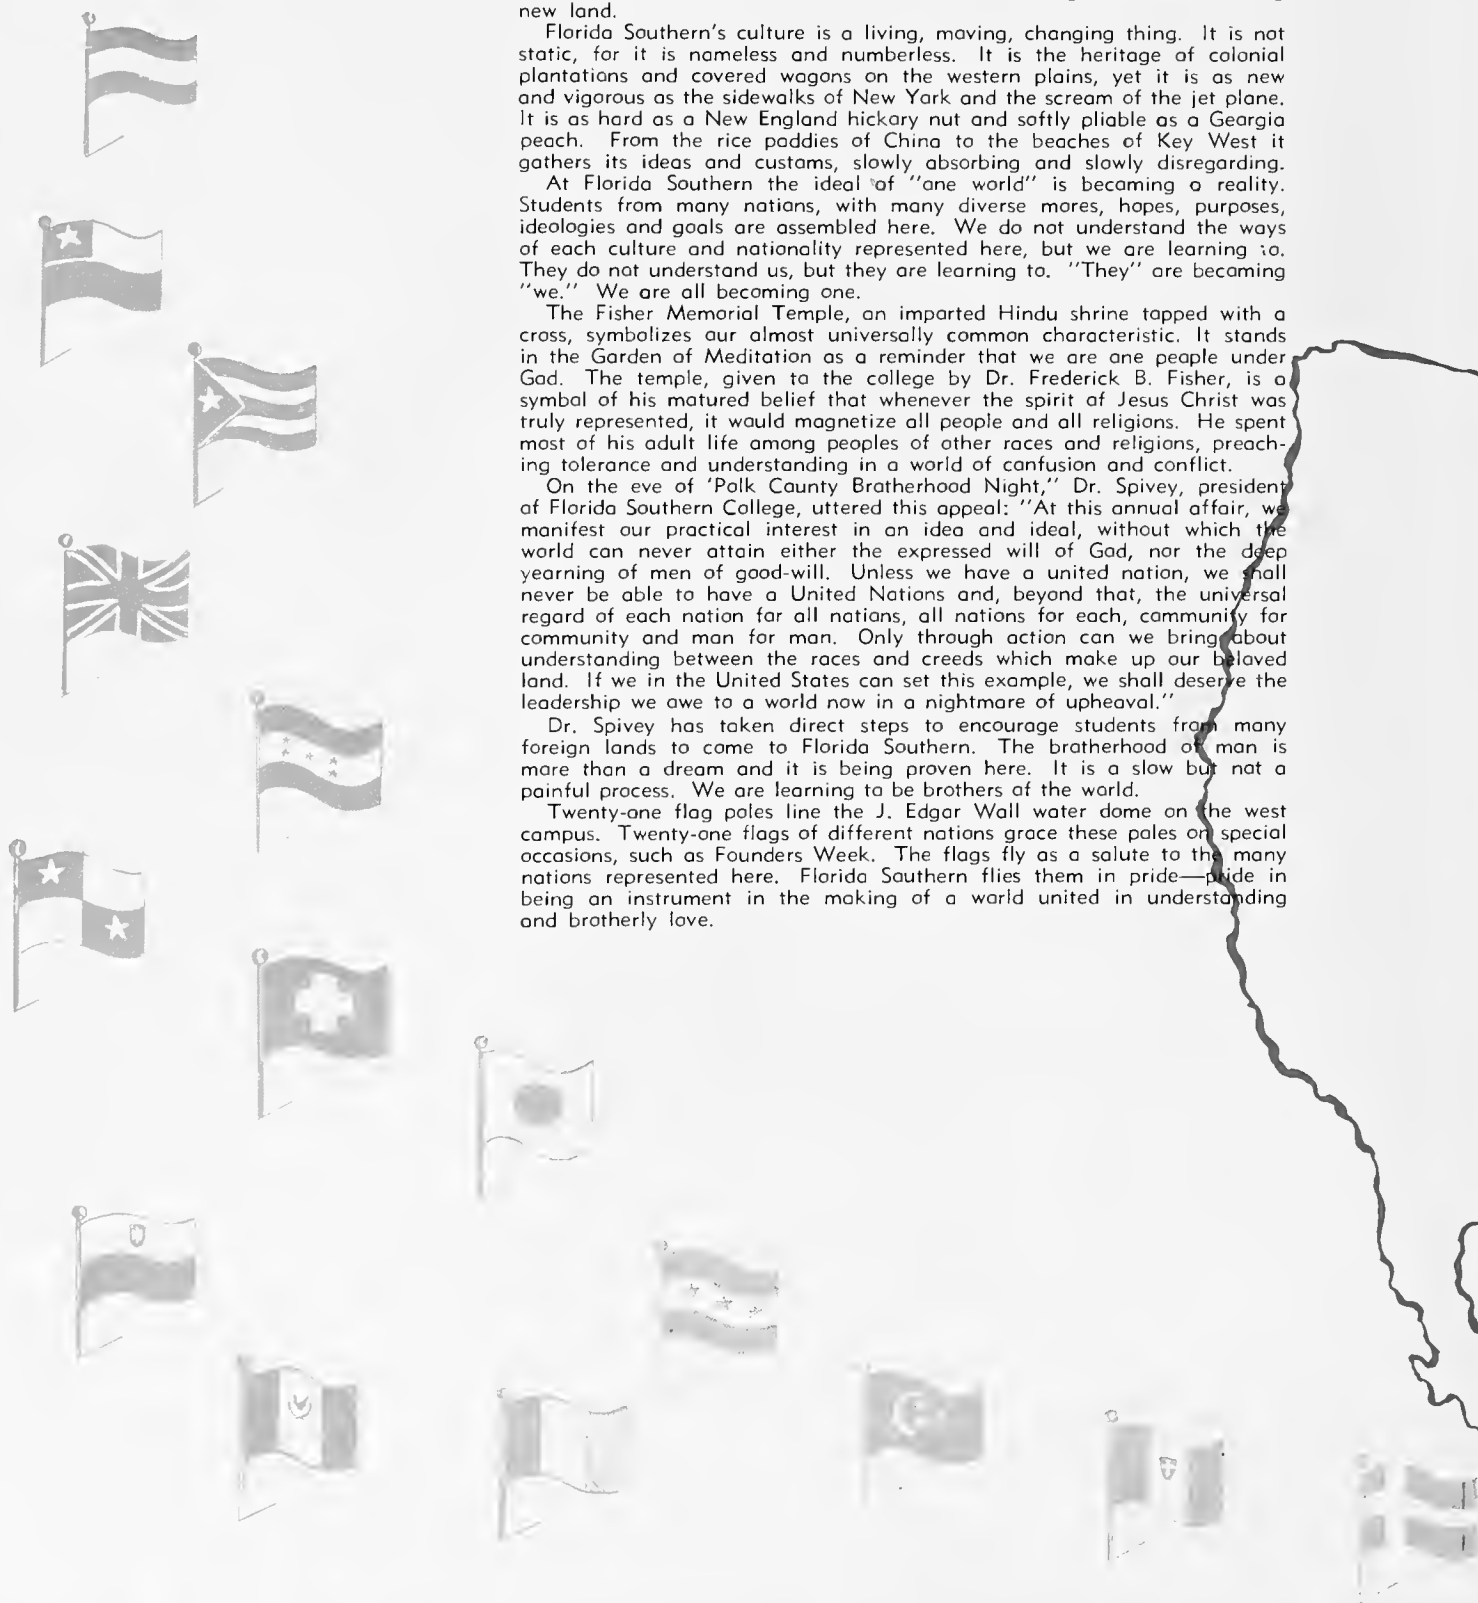 new land.
Florida Southern's culture is a living, moving, changing thing. It is not
static, for it is nameless and numberless. It is the heritage of colonial
plantations and covered wagons on the western plains, yet it is as new
and vigorous as the sidewalks of New York and the scream of the jet plane.
It is as hard as a New England hickory nut and softly pliable as a Georgia
peach. From the rice paddies of China to the beaches of Key West it
gathers its ideas and customs, slowly absorbing and slowly disregarding.
At Florida Southern the ideal of "one world" is becoming a reality.
Students from many nations, with many diverse mores, hopes, purposes,
ideologies and goals are assembled here. We do not understand the ways
of each culture and nationality represented here, but we are learning to.
They do not understand us, but they are learning to. "They" are becoming
"we." We are all becoming one.
The Fisher Memorial Temple, an imported Hindu shrine topped with a
cross, symbolizes our almost universally common characteristic. It stands
in the Garden of Meditation as a reminder that we are one people under
God. The temple, given to the college by Dr. Frederick B. Fisher, is a
symbol of his matured belief that whenever the spirit of Jesus Christ was
truly represented, it would magnetize all people and all religions. He spent
most of his adult life among peoples of other races and religions, preach-
ing tolerance and understanding in a world of confusion and conflict.
On the eve of 'Polk County Brotherhood Night," Dr. Spivey, president
of Florida Southern College, uttered this appeal: "At this annual affair, we
manifest our practical interest in an idea and ideal, without which the
world can never attain either the expressed will of God, nor the deep
yearning of men of good-will. Unless we have a united nation, we shall
never be able to have a United Nations and, beyond that, the universal
regard of each nation for all nations, all nations for each, community for
community and man for man. Only through action can we bring about
understanding between the races and creeds which make up our beloved
land. If we in the United States can set this example, we shall deserve the
leadership we owe to a world now in a nightmare of upheaval."
Dr. Spivey has taken direct steps to encourage students from many
foreign lands to come to Florida Southern. The brotherhood of man is
more than a dream and it is being proven here. It is a slow but not a
painful process. We are learning to be brothers of the world.
Twenty-one flag poles line the J. Edgar Wall water dome on the west
campus. Twenty-one flags of different nations grace these poles on special
occasions, such as Founders Week. The flags fly as a salute to the many
nations represented here. Florida Southern flies them in pride—pride in
being an instrument in the making of a world united in understanding
and brotherly love.